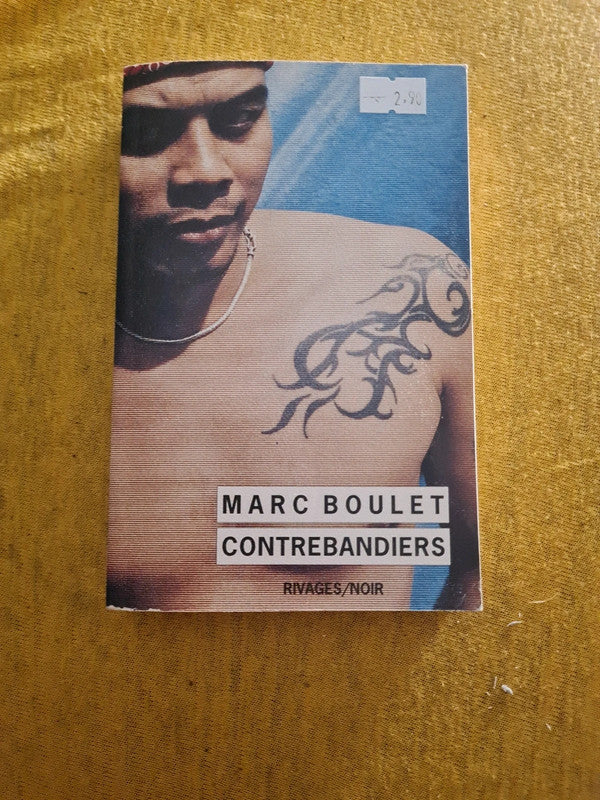 2.90
MARC BOULET
CONTREBANDIERS
RIVAGES/NOIR